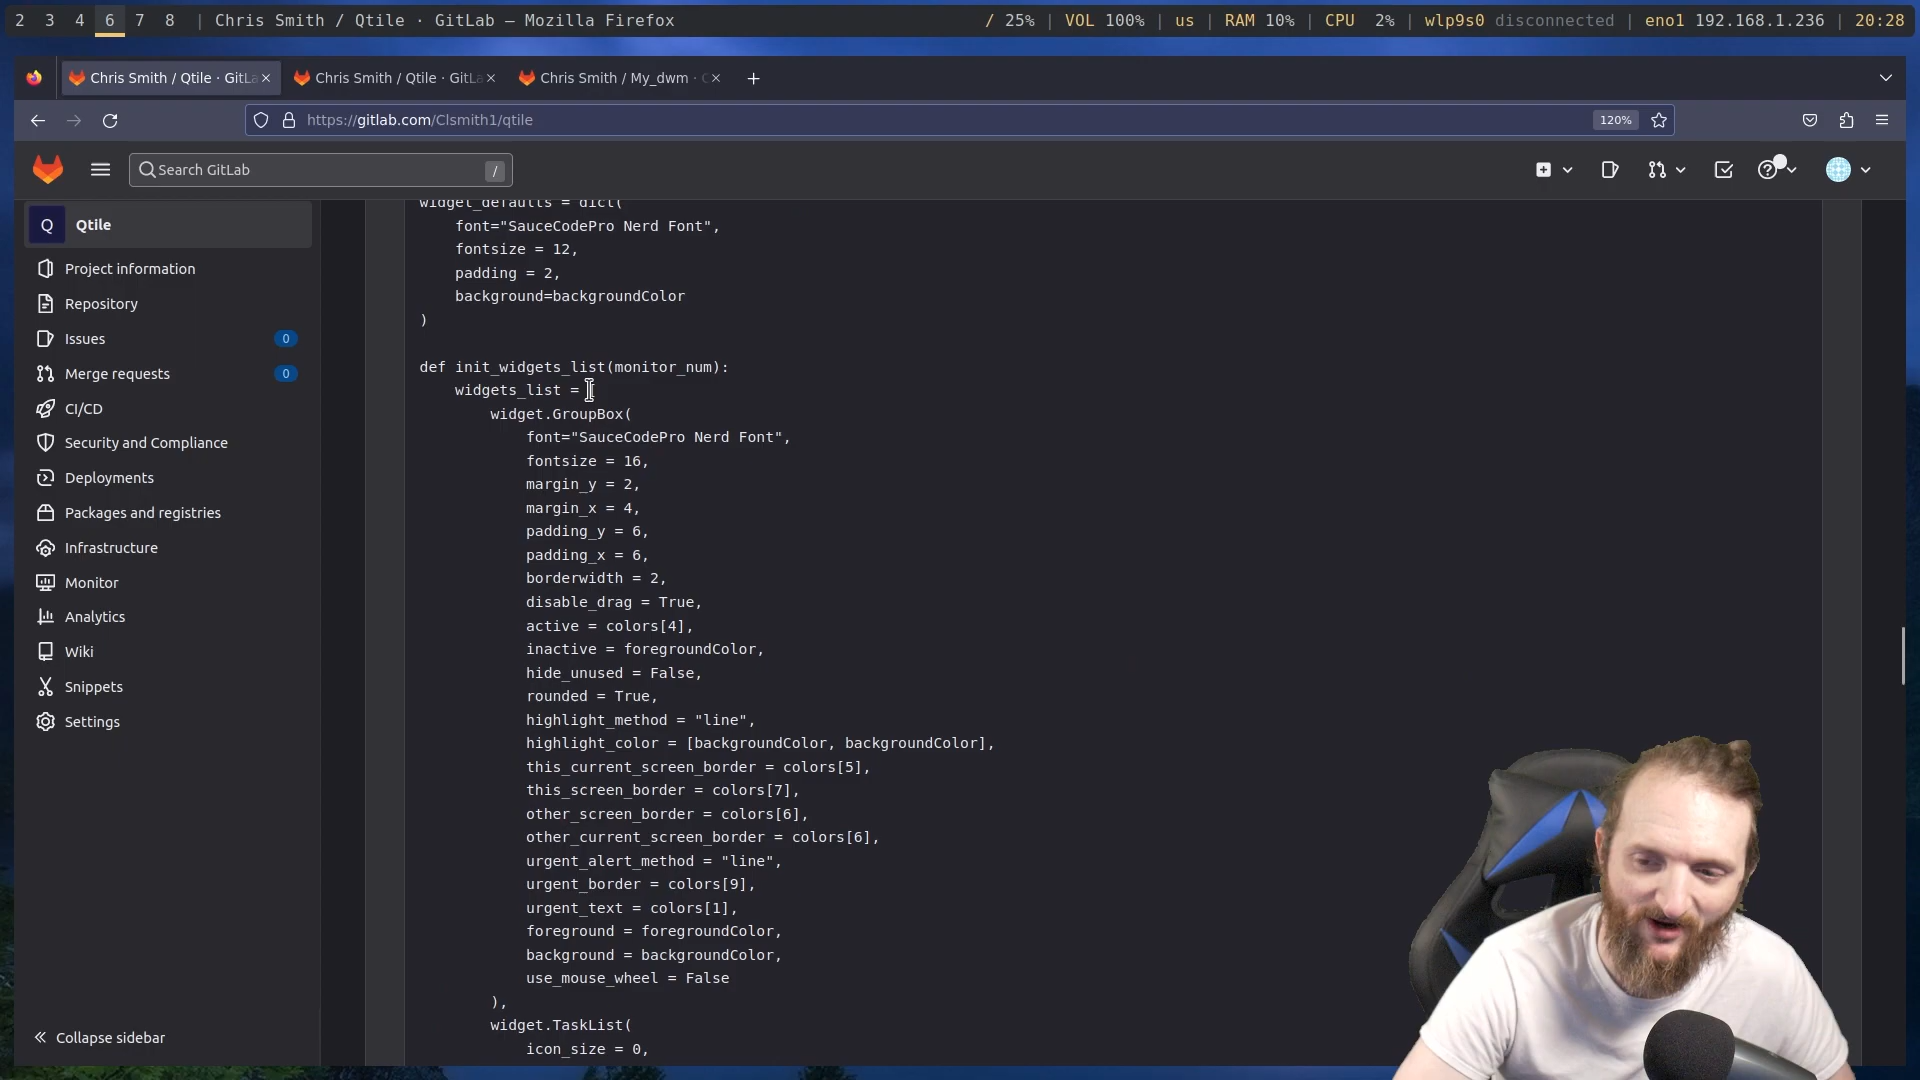 2 3 4 6 7 8 | Chris Smith / Qtile · GitLab — Mozilla Firefox
/ 25% | VOL 100% | us | RAM 10% | CPU 2% | wlp9s0 disconnected | eno1 192.168.1.236 | 20:28
Chris Smith / Qtile · GitLa
Chris Smith / Qtile · GitLa
Chris Smith / My_dwm ·
https://gitlab.com/Clsmith1/qtile
120%
Search GitLab
/
Q Qtile
Project information
Repository
Issues 0
Merge requests 0
CI/CD
Security and Compliance
Deployments
Packages and registries
Infrastructure
Monitor
Analytics
Wiki
Snippets
Settings
Collapse sidebar
widget_defaults = dict(
font="SauceCodePro Nerd Font",
fontsize = 12,
padding = 2,
background=backgroundColor
)
def init_widgets_list(monitor_num):
widgets_list = [
widget.GroupBox(
font="SauceCodePro Nerd Font",
fontsize = 16,
margin_y = 2,
margin_x = 4,
padding_y = 6,
padding_x = 6,
borderwidth = 2,
disable_drag = True,
active = colors[4],
inactive = foregroundColor,
hide_unused = False,
rounded = True,
highlight_method = "line",
highlight_color = [backgroundColor, backgroundColor],
this_current_screen_border = colors[5],
this_screen_border = colors[7],
other_screen_border = colors[6],
other_current_screen_border = colors[6],
urgent_alert_method = "line",
urgent_border = colors[9],
urgent_text = colors[1],
foreground = foregroundColor,
background = backgroundColor,
use_mouse_wheel = False
),
widget.TaskList(
icon_size = 0,